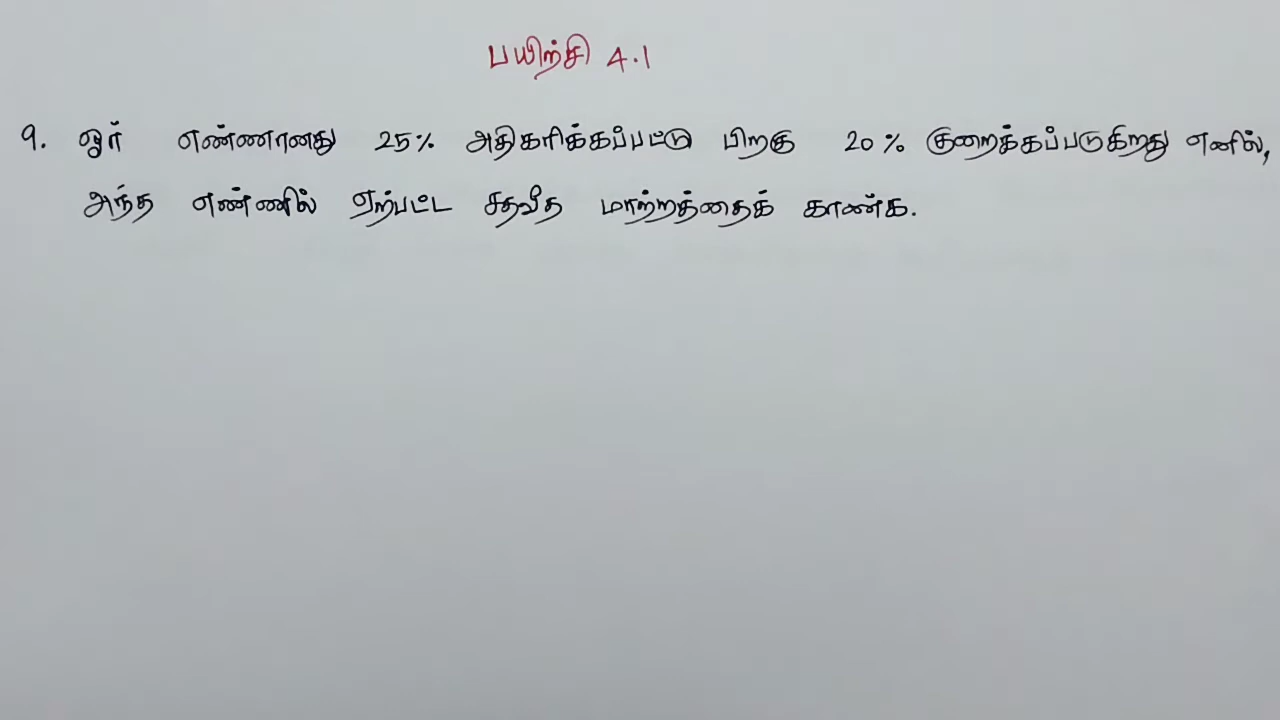 பயிற்சி 4.1
9. ஓர் எண்ணானது 25% அதிகரிக்கப்பட்டு பிறகு 20% குறைக்கப்படுகிறது எனில்,
அந்த எண்ணில் ஏற்பட்ட சதவீத மாற்றத்தைக் காண்க.